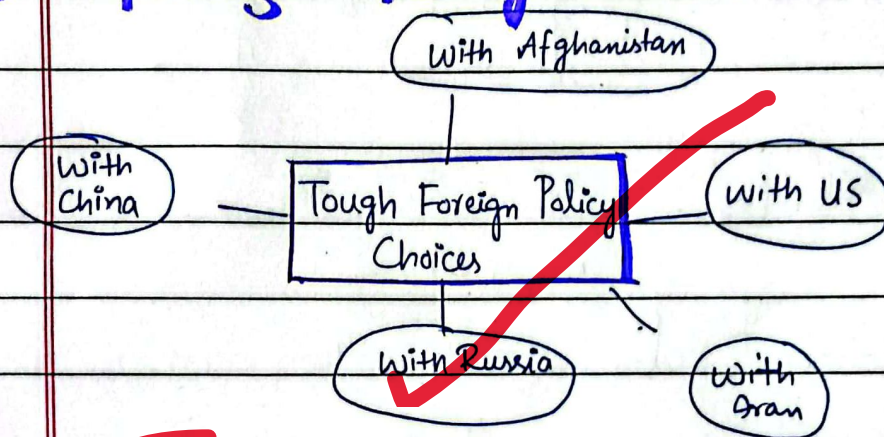 With Afghanistan
With
China
Tough Foreign Policy
Choices
With US
With Russia
With
Iran